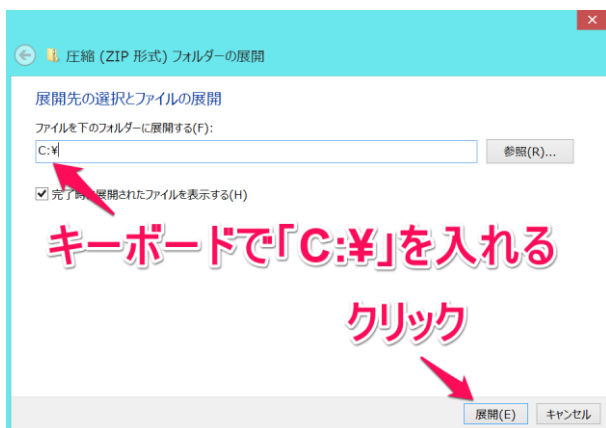 圧縮 (ZIP 形式) フォルダーの展開
展開先の選択とファイルの展開
ファイルを下のフォルダーに展開する(F):
C:¥
参照(R)...
完了時に展開されたファイルを表示する(H)
キーボードで「C:¥」を入れる
クリック
展開(E)
キャンセル